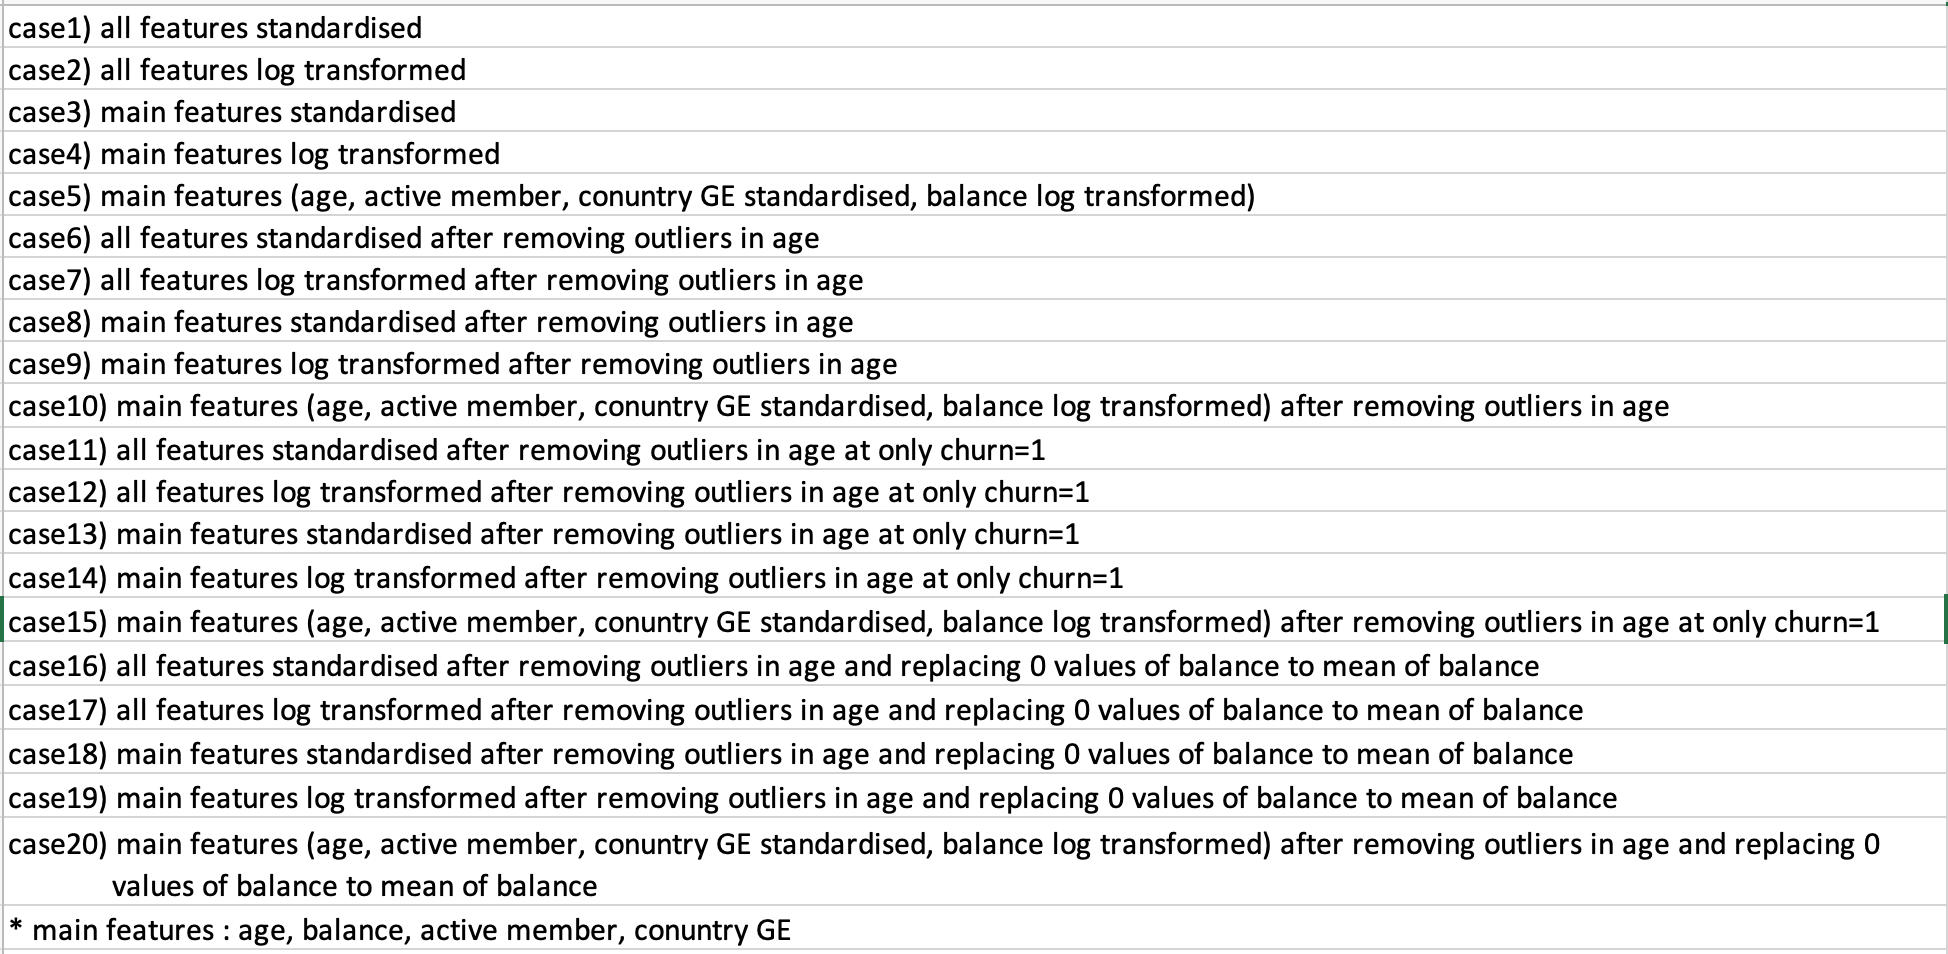 case1) all features standardised
case2) all features log transformed
case3) main features standardised
case4) main features log transformed
case5) main features (age, active member, conuntry GE standardised, balance log transformed)
case6) all features standardised after removing outliers in age
case7) all features log transformed after removing outliers in age
case8) main features standardised after removing outliers in age
case9) main features log transformed after removing outliers in age
case10) main features (age, active member, conuntry GE standardised, balance log transformed) after removing outliers in age
case11) all features standardised after removing outliers in age at only churn=1
case12) all features log transformed after removing outliers in age at only churn=1
case13) main features standardised after removing outliers in age at only churn=1
case14) main features log transformed after removing outliers in age at only churn=1
case15) main features (age, active member, conuntry GE standardised, balance log transformed) after removing outliers in age at only churn=1
case16) all features standardised after removing outliers in age and replacing 0 values of balance to mean of balance
case17) all features log transformed after removing outliers in age and replacing 0 values of balance to mean of balance
case18) main features standardised after removing outliers in age and replacing 0 values of balance to mean of balance
case19) main features log transformed after removing outliers in age and replacing 0 values of balance to mean of balance
case20) main features (age, active member, conuntry GE standardised, balance log transformed) after removing outliers in age and replacing 0
values of balance to mean of balance
* main features : age, balance, active member, conuntry GE